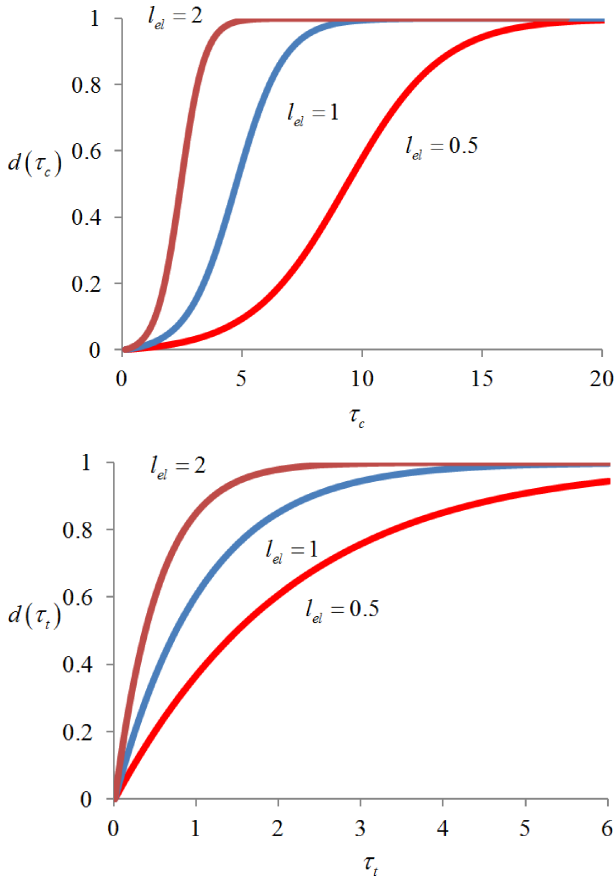 1
l_el = 2
0.8
l_el = 1
d(τ_c)
0.6
l_el = 0.5
0.4
0.2
0
0 5 10 15 20
τ_c
1
l_el = 2
0.8
l_el = 1
d(τ_t)
0.6
l_el = 0.5
0.4
0.2
0
0 1 2 3 4 5 6
τ_t